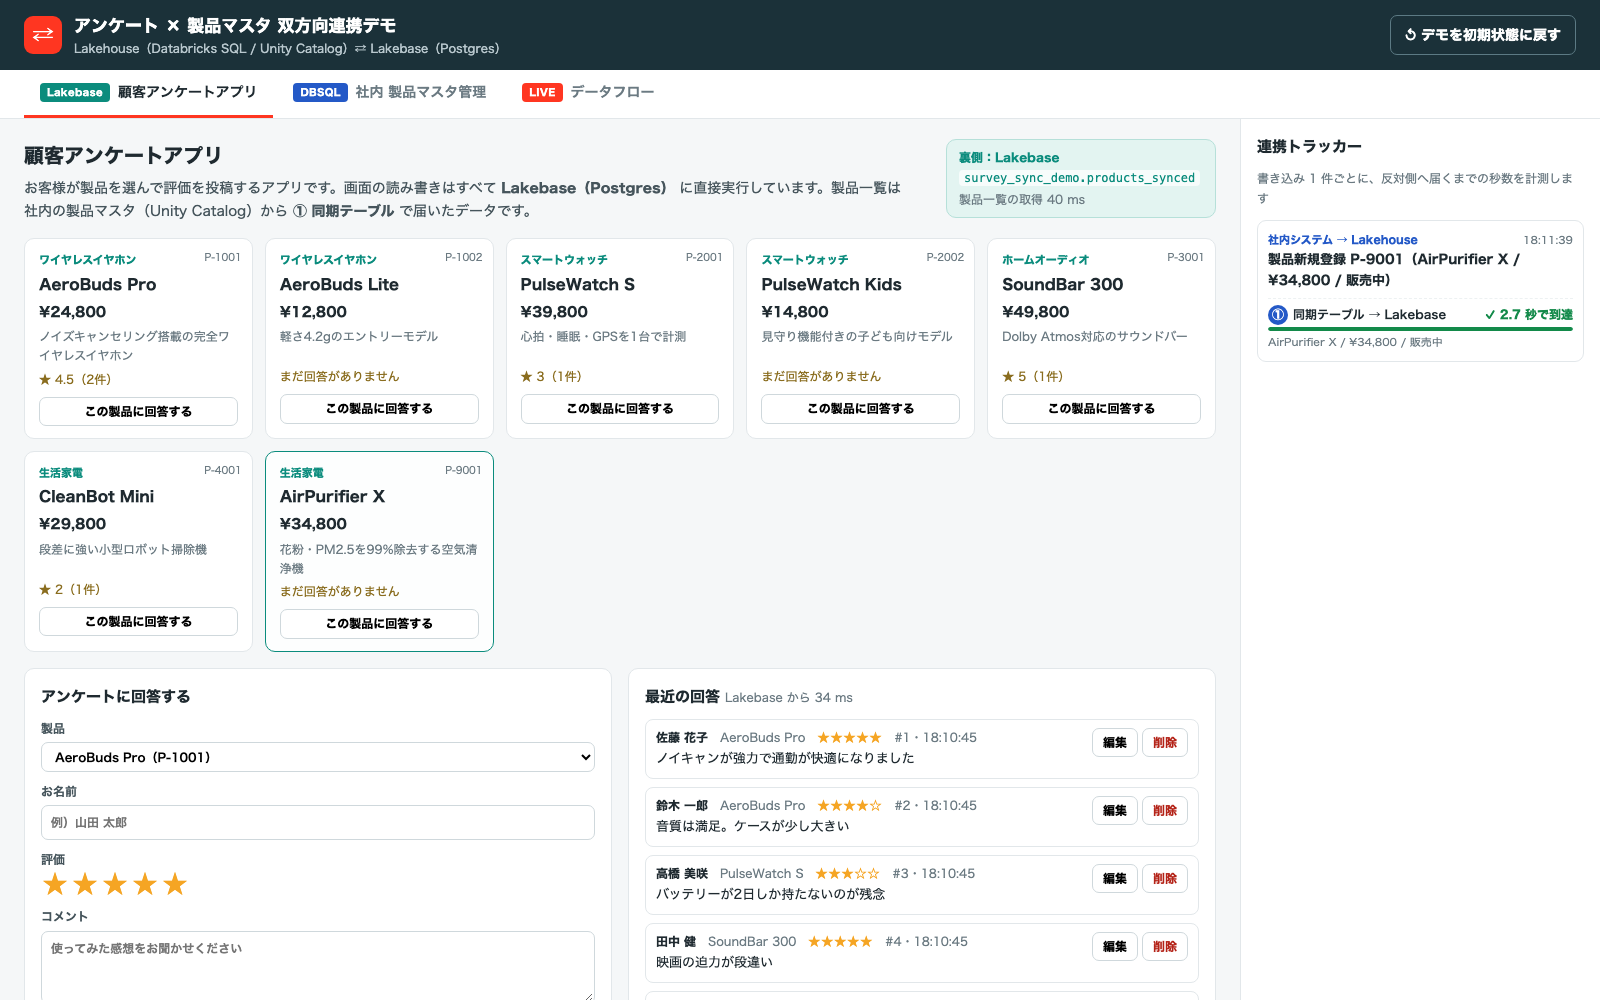 アンケート × 製品マスタ 双方向連携デモ
Lakehouse（Databricks SQL / Unity Catalog）⇄ Lakebase（Postgres）
↺ デモを初期状態に戻す
Lakebase 顧客アンケートアプリ
DBSQL 社内 製品マスタ管理
LIVE データフロー
顧客アンケートアプリ
お客様が製品を選んで評価を投稿するアプリです。画面の読み書きはすべて Lakebase（Postgres） に直接実行しています。製品一覧は
社内の製品マスタ（Unity Catalog）から ① 同期テーブル で届いたデータです。
裏側：Lakebase
survey_sync_demo.products_synced
製品一覧の取得 40 ms
ワイヤレスイヤホン P-1001
AeroBuds Pro
¥24,800
ノイズキャンセリング搭載の完全ワ
イヤレスイヤホン
★ 4.5（2件）
この製品に回答する
ワイヤレスイヤホン P-1002
AeroBuds Lite
¥12,800
軽さ4.2gのエントリーモデル
まだ回答がありません
この製品に回答する
スマートウォッチ P-2001
PulseWatch S
¥39,800
心拍・睡眠・GPSを1台で計測
★ 3（1件）
この製品に回答する
スマートウォッチ P-2002
PulseWatch Kids
¥14,800
見守り機能付きの子ども向けモデル
まだ回答がありません
この製品に回答する
ホームオーディオ P-3001
SoundBar 300
¥49,800
Dolby Atmos対応のサウンドバー
★ 5（1件）
この製品に回答する
生活家電 P-4001
CleanBot Mini
¥29,800
段差に強い小型ロボット掃除機
★ 2（1件）
この製品に回答する
生活家電 P-9001
AirPurifier X
¥34,800
花粉・PM2.5を99%除去する空気清
浄機
まだ回答がありません
この製品に回答する
アンケートに回答する
製品
AeroBuds Pro（P-1001）
お名前
例）山田 太郎
評価
★★★★★
コメント
使ってみた感想をお聞かせください
最近の回答 Lakebase から 34 ms
佐藤 花子 AeroBuds Pro ★★★★★ #1・18:10:45
ノイキャンが強力で通勤が快適になりました
編集 削除
鈴木 一郎 AeroBuds Pro ★★★★☆ #2・18:10:45
音質は満足。ケースが少し大きい
編集 削除
高橋 美咲 PulseWatch S ★★★☆☆ #3・18:10:45
バッテリーが2日しか持たないのが残念
編集 削除
田中 健 SoundBar 300 ★★★★★ #4・18:10:45
映画の迫力が段違い
編集 削除
連携トラッカー
書き込み 1 件ごとに、反対側へ届くまでの秒数を計測しま
す
社内システム → Lakehouse 18:11:39
製品新規登録 P-9001（AirPurifier X /
¥34,800 / 販売中）
① 同期テーブル → Lakebase ✓ 2.7 秒で到達
AirPurifier X / ¥34,800 / 販売中